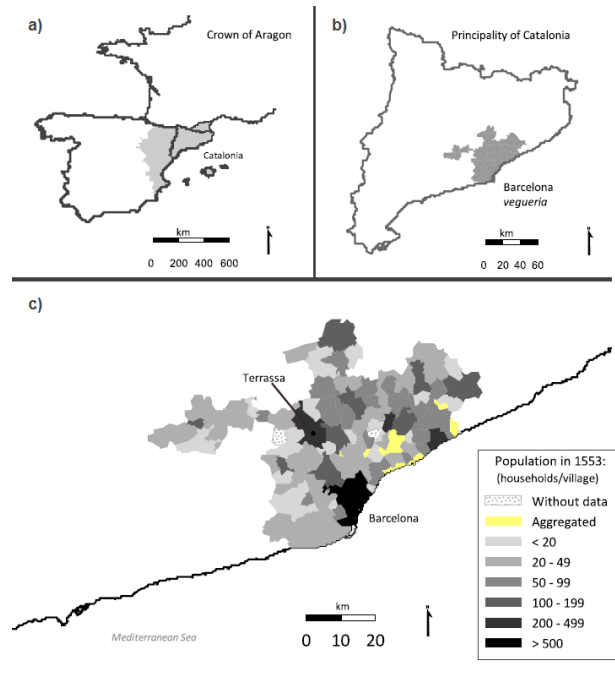 a)
Crown of Aragon
Catalonia
km
0 200 400 600
b)
Principality of Catalonia
Barcelona
vegueria
km
0 20 40 60
c)
Terrassa
Barcelona
km
0 10 20
Mediterranean Sea
Population in 1553:
(households/village)
Without data
Aggregated
< 20
20 - 49
50 - 99
100 - 199
200 - 499
> 500